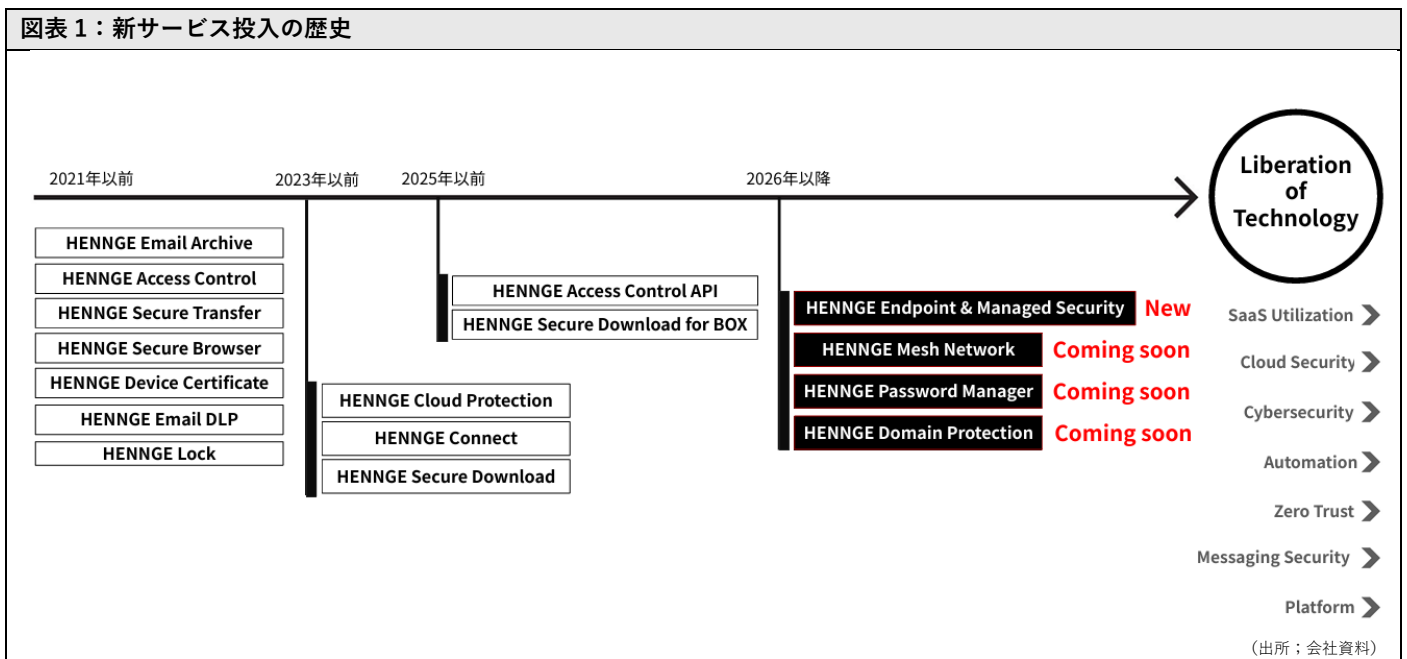 図表 1：新サービス投入の歴史
2021年以前
2023年以前
2025年以前
2026年以降
Liberation
of
Technology
HENNGE Email Archive
HENNGE Access Control
HENNGE Secure Transfer
HENNGE Secure Browser
HENNGE Device Certificate
HENNGE Email DLP
HENNGE Lock
HENNGE Cloud Protection
HENNGE Connect
HENNGE Secure Download
HENNGE Access Control API
HENNGE Secure Download for BOX
HENNGE Endpoint & Managed Security New
HENNGE Mesh Network Coming soon
HENNGE Password Manager Coming soon
HENNGE Domain Protection Coming soon
SaaS Utilization
Cloud Security
Cybersecurity
Automation
Zero Trust
Messaging Security
Platform
（出所；会社資料）